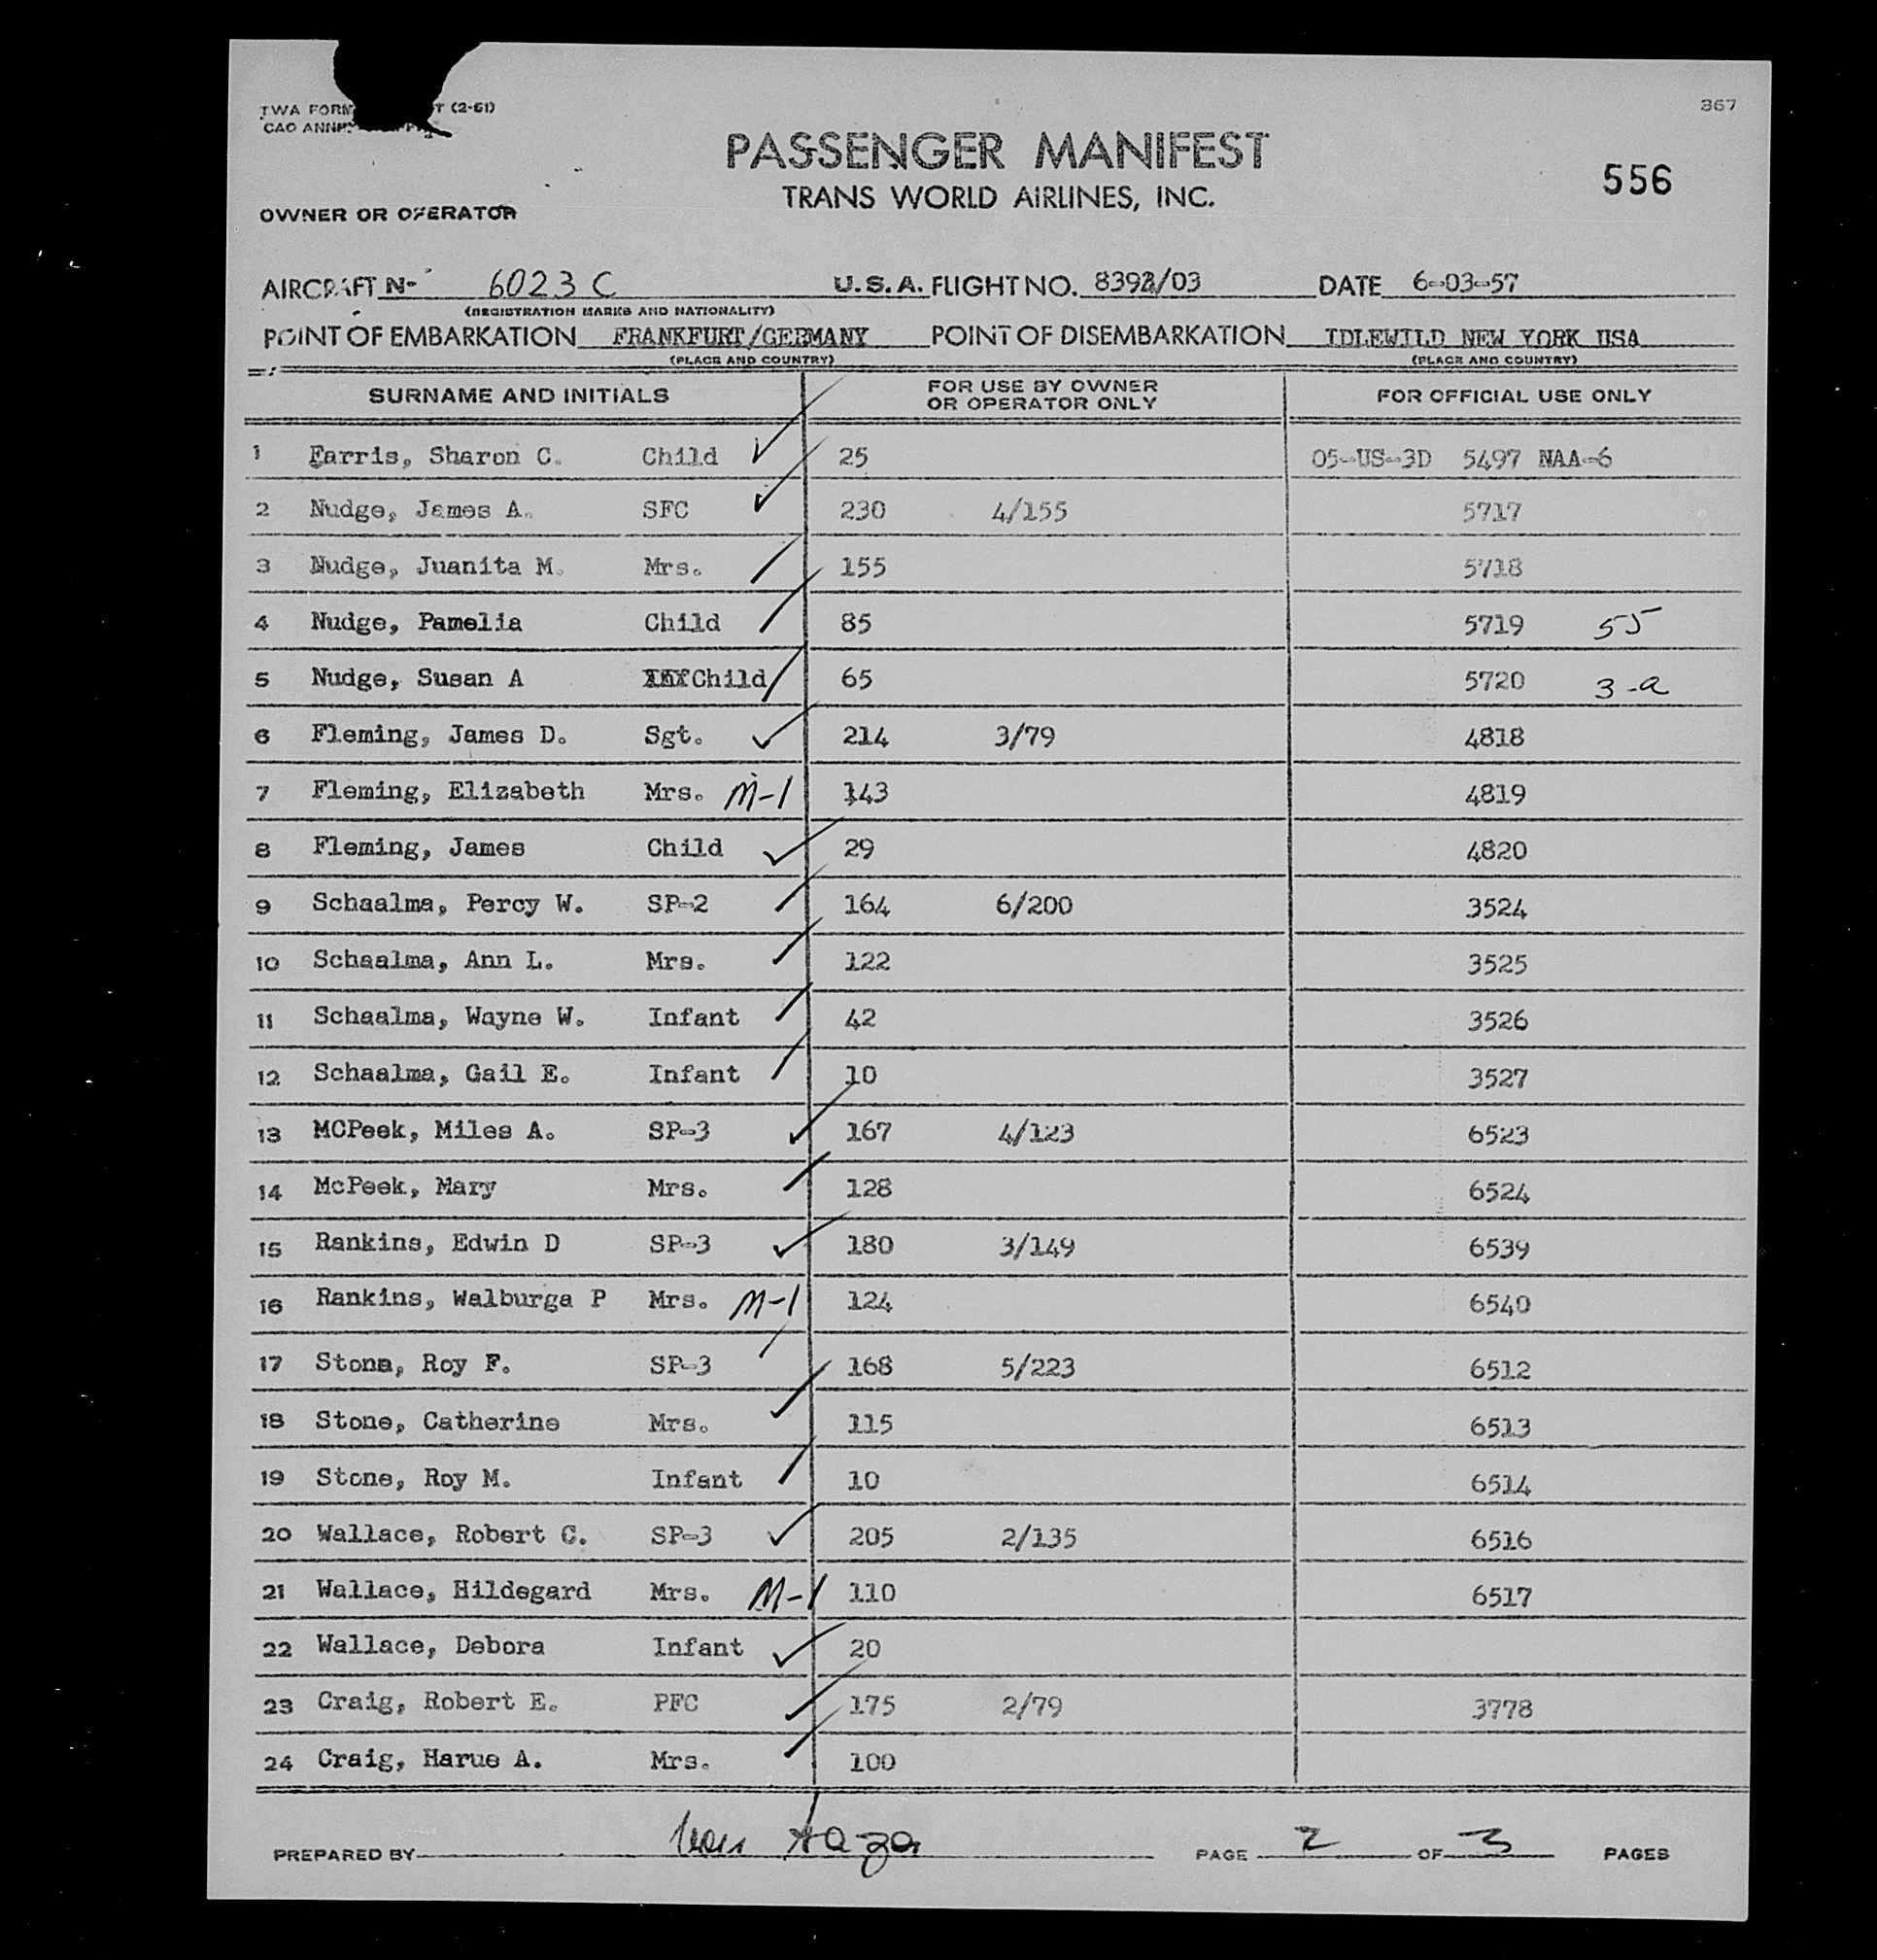 TWA FORM T (2-61)
CAO ANNE
367
PASSENGER MANIFEST
556
TRANS WORLD AIRLINES, INC.
OWNER OR OPERATOR
AIRCRAFT N- 6023 C U.S.A. FLIGHT NO. /03 DATE 6-03-57
(REGISTRATION MARKS AND NATIONALITY)
POINT OF EMBARKATION FRANKFURT/GERMANY POINT OF DISEMBARKATION IDLEWILD NEW YORK USA
(PLACE AND COUNTRY) (PLACE AND COUNTRY)
SURNAME AND INITIALS FOR USE BY OWNER OR OPERATOR ONLY FOR OFFICIAL USE ONLY
1 Farris, Sharon C. Child 25 05-US-3D 5497 NAA-6
2 Nudge, James A. SFC 230 4/155 5717
3 Nudge, Juanita M. Mrs. 155 5718
4 Nudge, Pamelia Child 85 5719 55
5 Nudge, Susan A Child 65 5720 3-a
6 Fleming, James D. Sgt. 214 3/79 4818
7 Fleming, Elizabeth Mrs. M-1 143 4819
8 Fleming, James Child 29 4820
9 Schaalma, Percy W. SP-2 164 6/200 3524
10 Schaalma, Ann L. Mrs. 122 3525
11 Schaalma, Wayne W. Infant 42 3526
12 Schaalma, Gail E. Infant 10 3527
13 MCPeek, Miles A. SP-3 167 4/123 6523
14 McPeek, Mary Mrs. 128 6524
15 Rankins, Edwin D SP-3 180 3/149 6539
16 Rankins, Walburga P Mrs. M-1 124 6540
17 Stone, Roy F. SP-3 168 5/223 6512
18 Stone, Catherine Mrs. 115 6513
19 Stone, Roy M. Infant 10 6514
20 Wallace, Robert C. SP-3 205 2/135 6516
21 Wallace, Hildegard Mrs. M-1 110 6517
22 Wallace, Debora Infant 20
23 Craig, Robert E. PFC 175 2/79 3778
24 Craig, Harue A. Mrs. 100
PREPARED BY PAGE 2 OF 3 PAGES